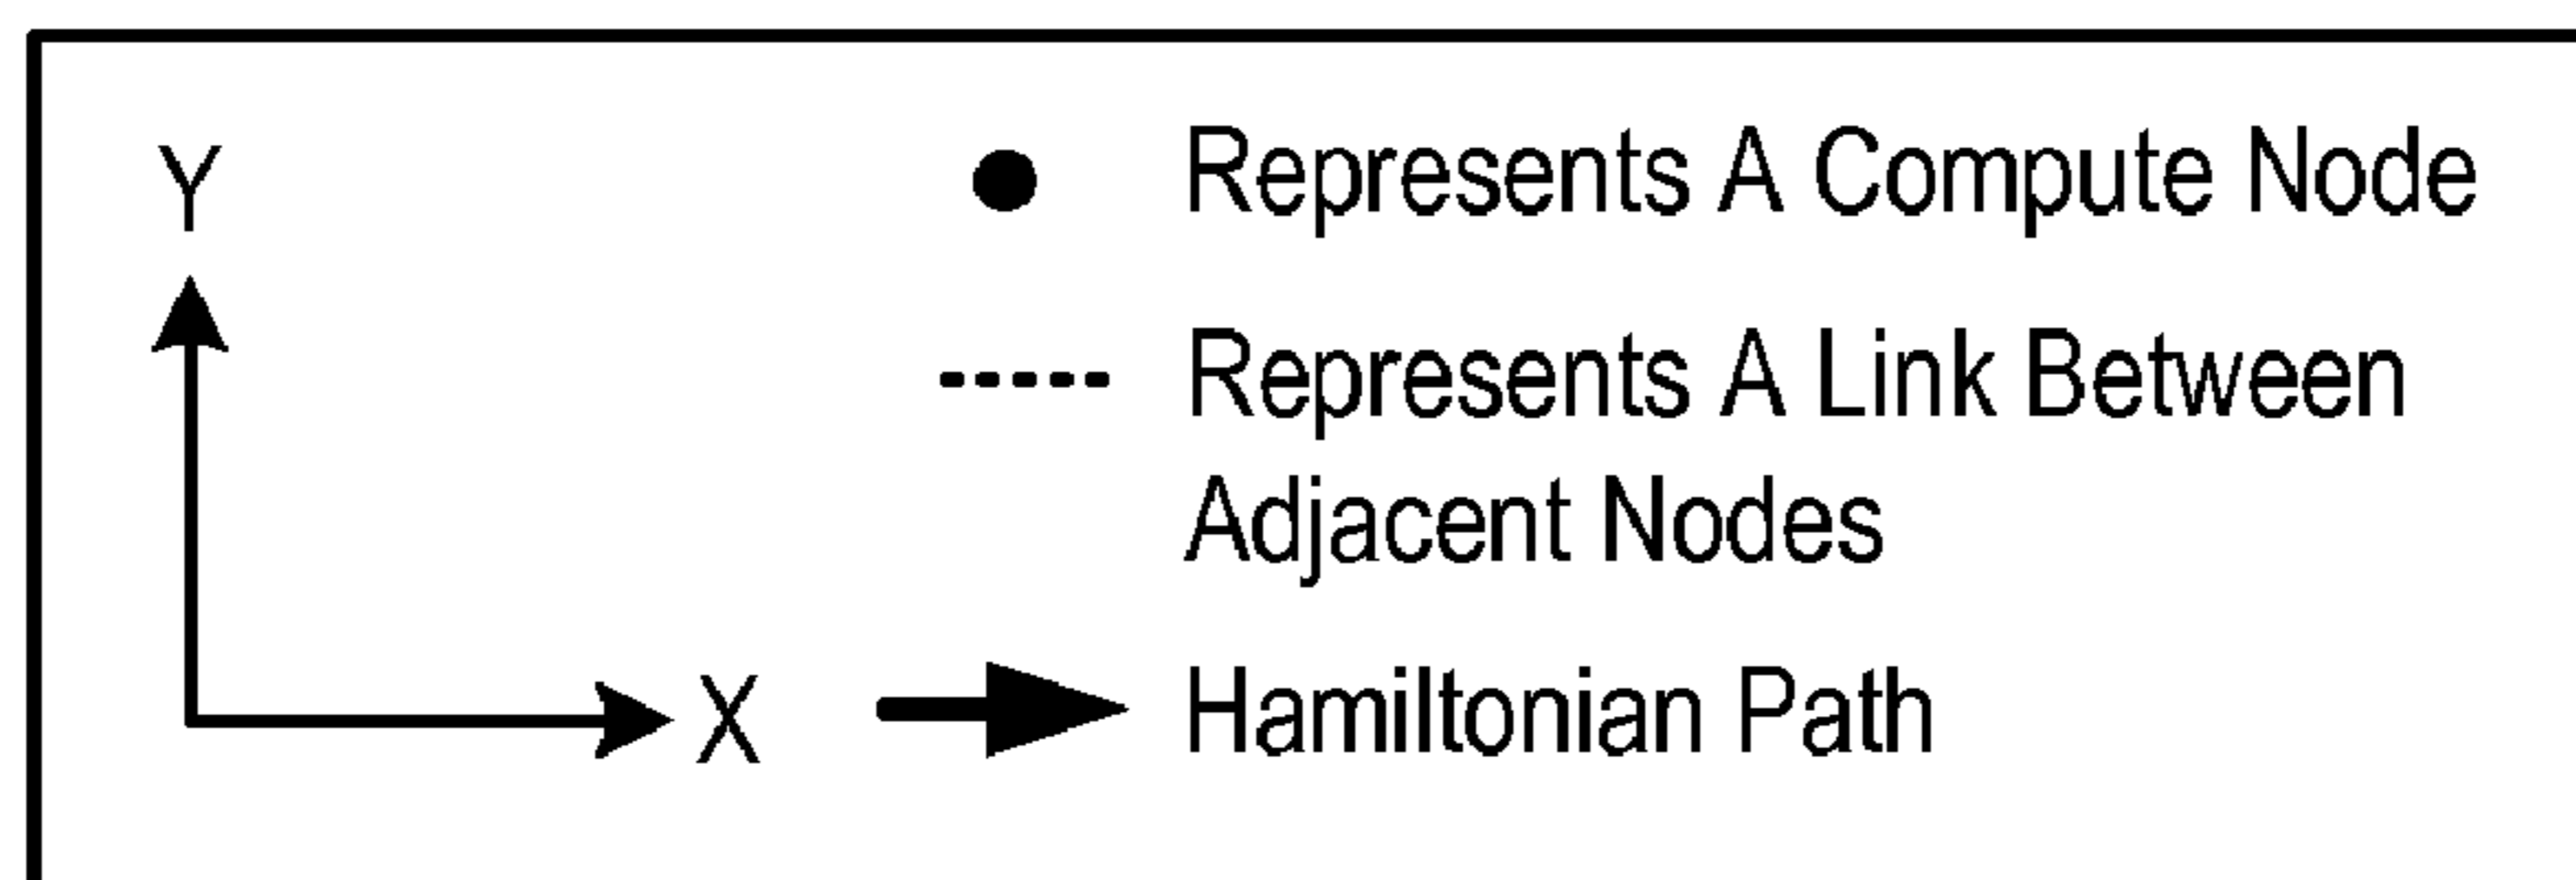 Y
Represents A Compute Node
Represents A Link Between
Adjacent Nodes
X
Hamiltonian Path